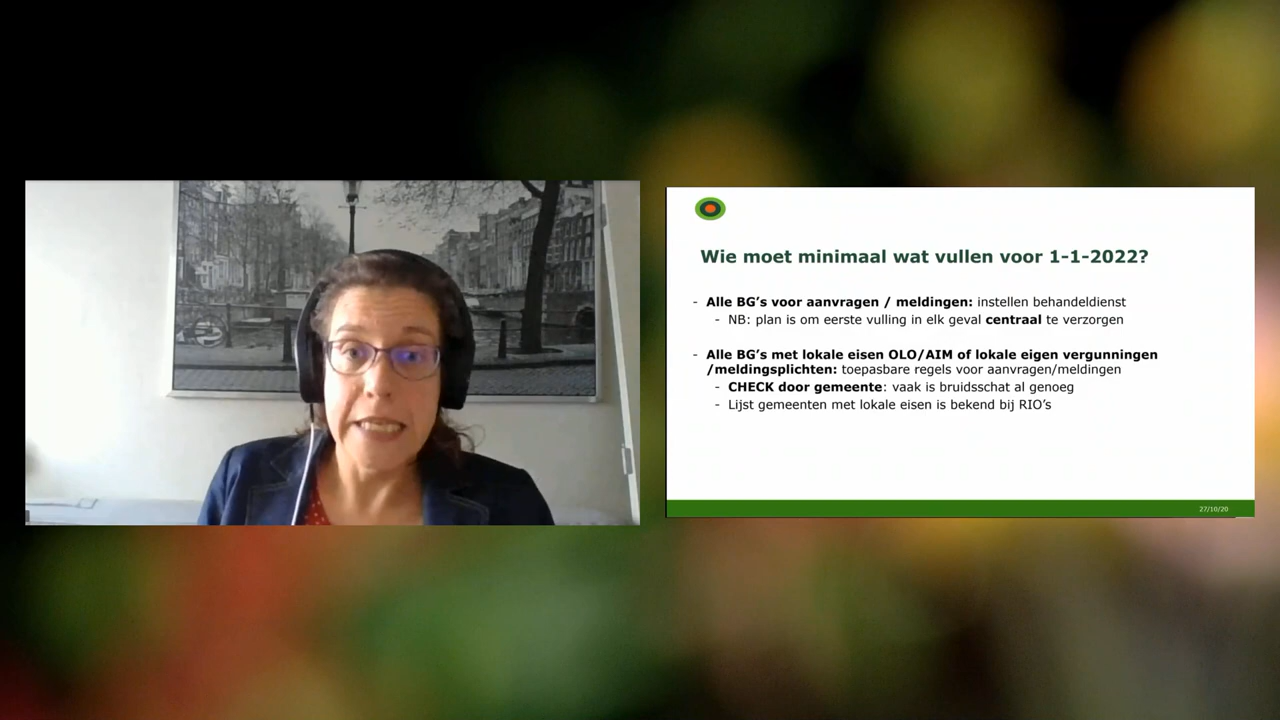 Wie moet minimaal wat vullen voor 1-1-2022?
- Alle BG's voor aanvragen / meldingen: instellen behandeldienst
- NB: plan is om eerste vulling in elk geval centraal te verzorgen
- Alle BG's met lokale eisen OLO/AIM of lokale eigen vergunningen
/meldingsplichten: toepasbare regels voor aanvragen/meldingen
- CHECK door gemeente: vaak is bruidsschat al genoeg
- Lijst gemeenten met lokale eisen is bekend bij RIO's
27/10/20